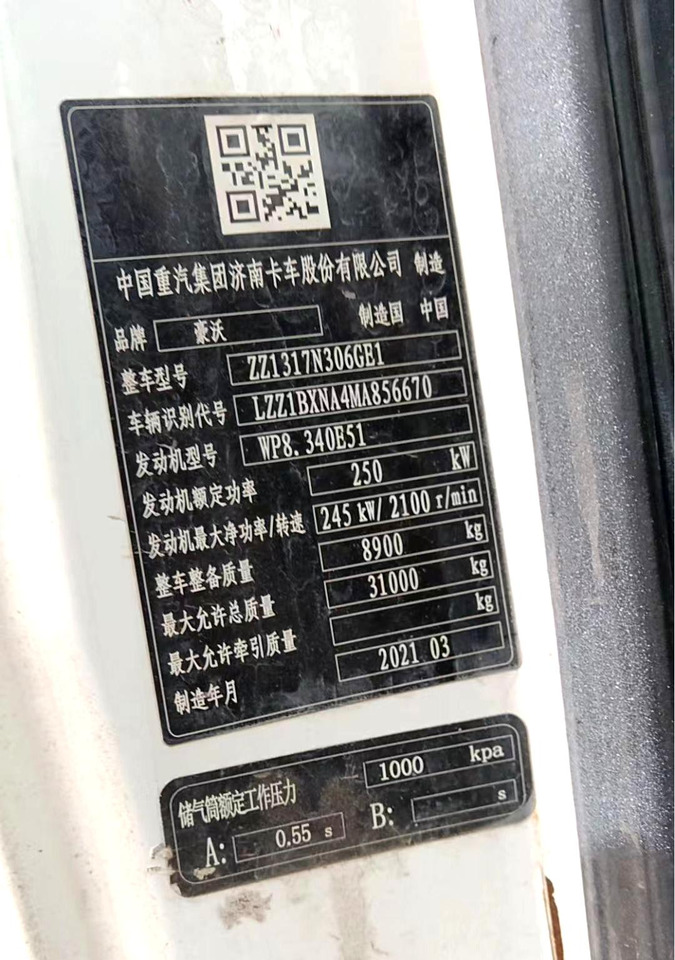 中国重汽集团济南卡车股份有限公司 制造
制造国 中国
品牌 豪沃
整车型号 ZZ1317N306GE1
车辆识别代号 LZZ1BXNA4MA856670
发动机型号 WP8.340E51
发动机额定功率 250 kW
发动机最大净功率/转速 245 kW/ 2100 r/min
整车整备质量 8900 kg
最大允许总质量 31000 kg
最大允许牵引质量 kg
制造年月 2021 03
储气筒额定工作压力 1000 kpa
A: 0.55 s B: s